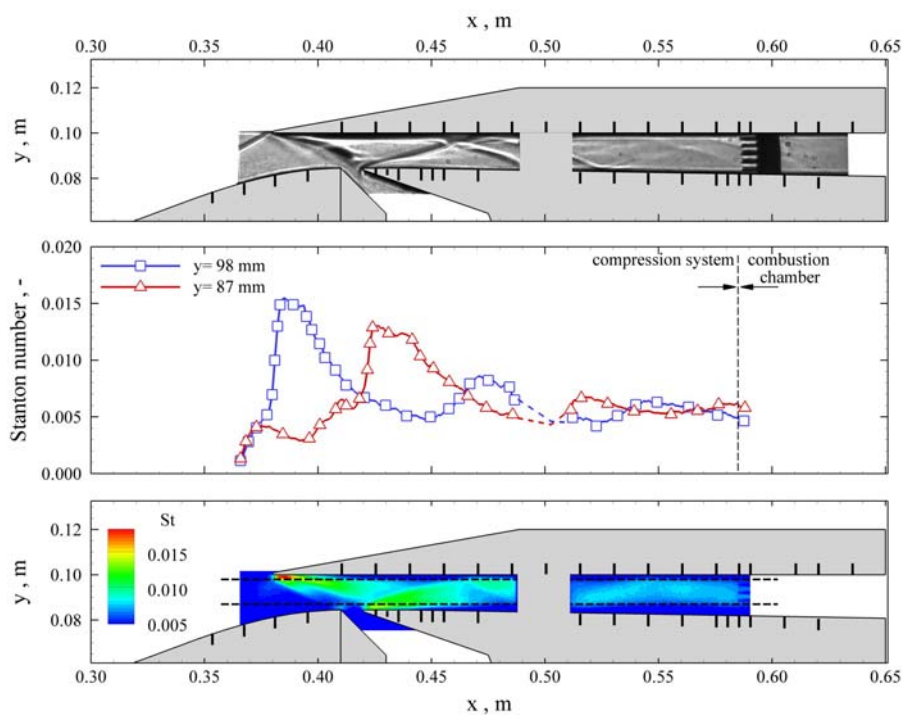 x , m
0.30 0.35 0.40 0.45 0.50 0.55 0.60 0.65
y , m
0.12
0.10
0.08
Stanton number , -
0.020
0.015
0.010
0.005
0.000
y= 98 mm
y= 87 mm
compression system
combustion
chamber
y , m
0.12
0.10
0.08
St
0.015
0.010
0.005
0.30 0.35 0.40 0.45 0.50 0.55 0.60 0.65
x , m